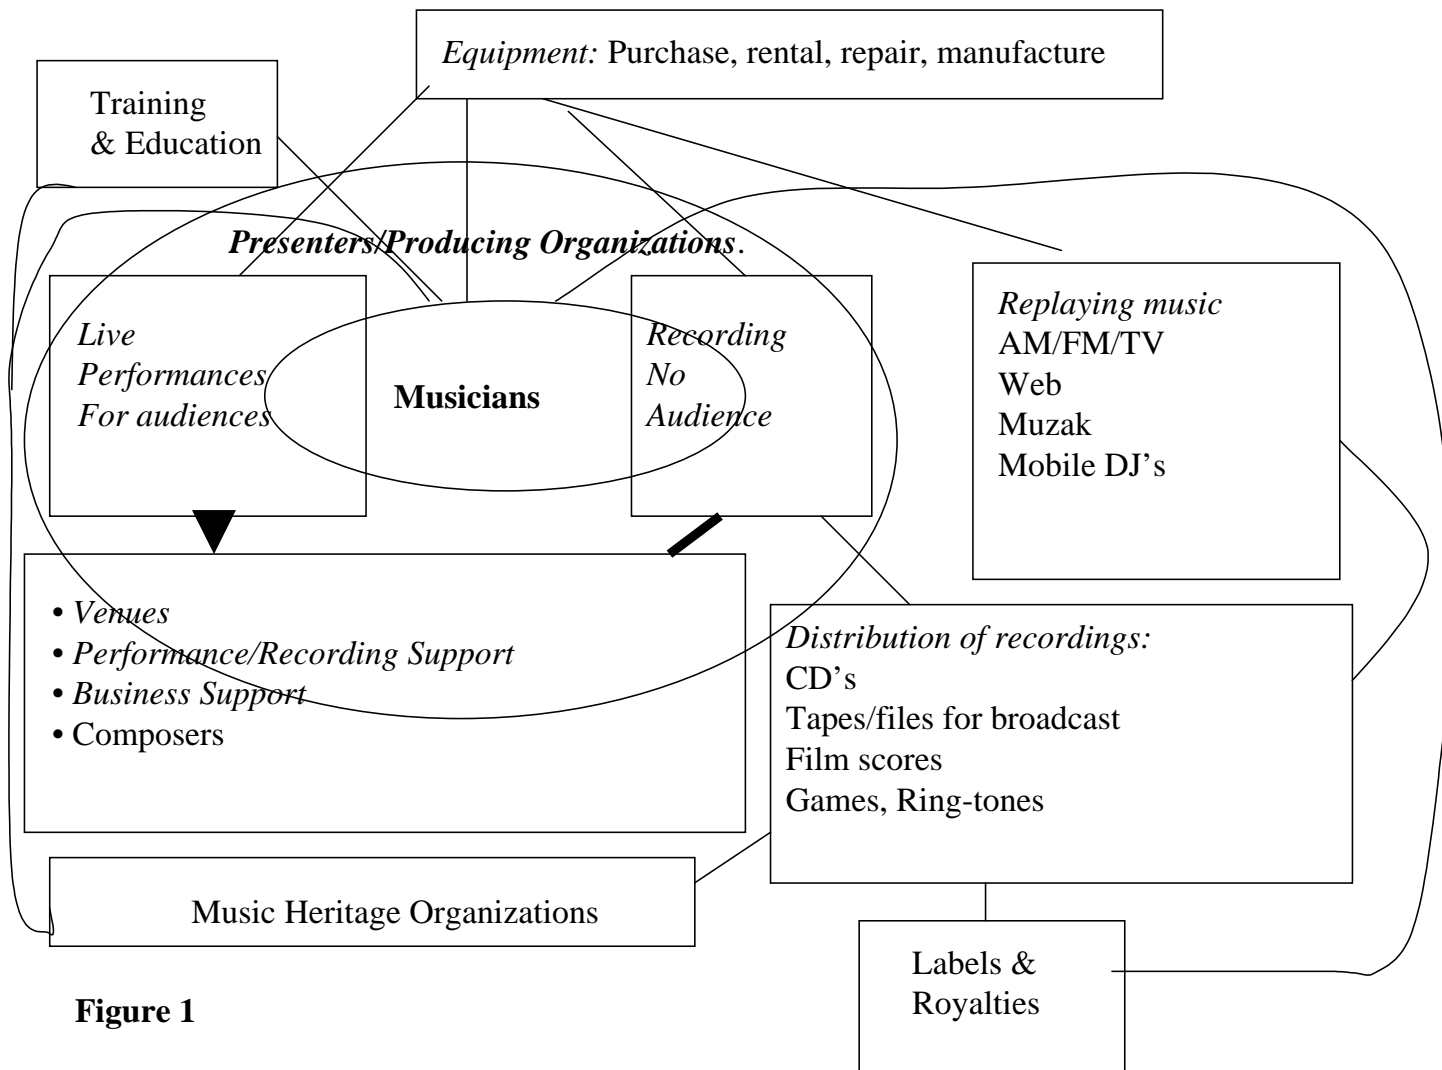 Equipment: Purchase, rental, repair, manufacture
Training
& Education
Presenters/Producing Organizations.
Live
Performances
For audiences
Musicians
Recording
No
Audience
Replaying music
AM/FM/TV
Web
Muzak
Mobile DJ’s
• Venues
• Performance/Recording Support
• Business Support
• Composers
Distribution of recordings:
CD’s
Tapes/files for broadcast
Film scores
Games, Ring-tones
Music Heritage Organizations
Labels &
Royalties
Figure 1